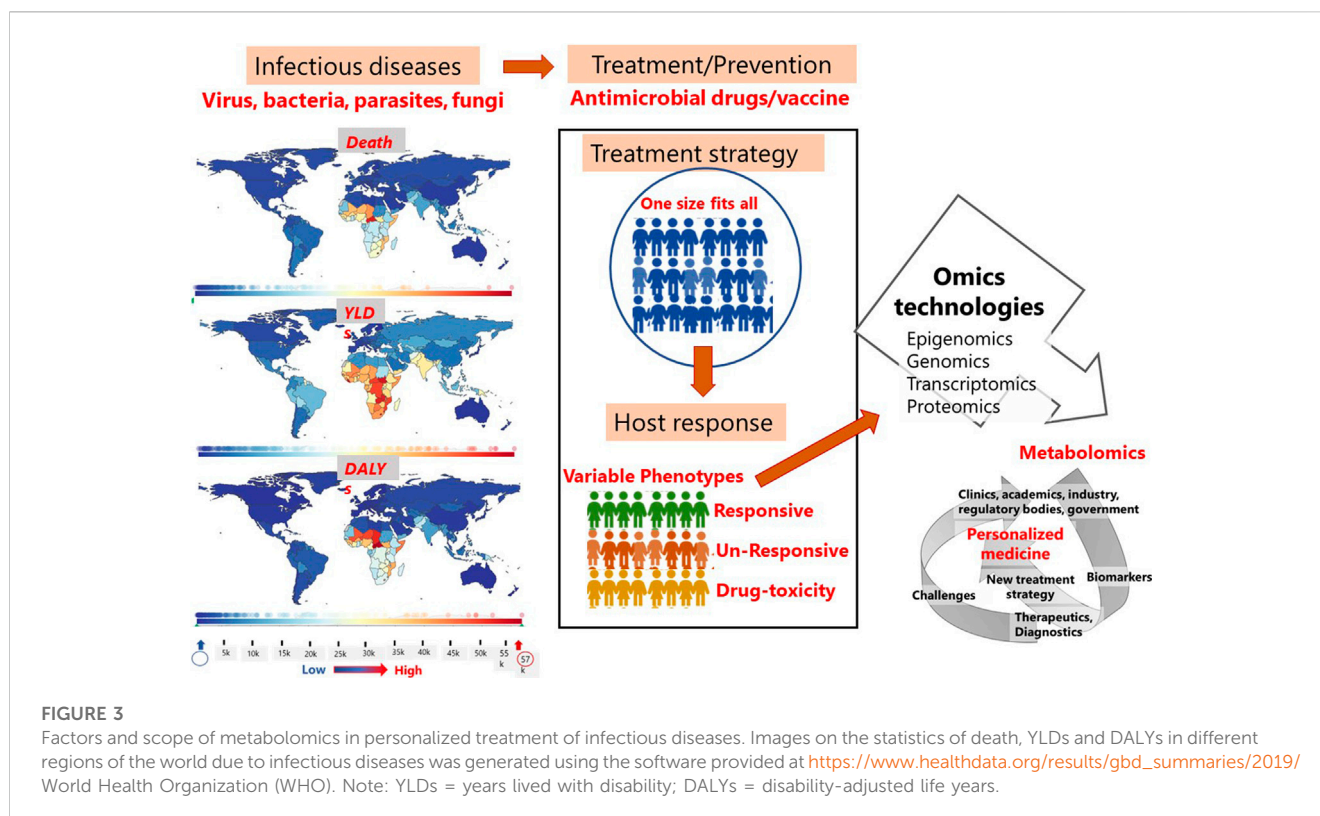 Infectious diseases
Virus, bacteria, parasites, fungi
Death
YLD
s
DALY
s
5k 10k 15k 20k 25k 30k 35k 40k 45k 50k 55
k
57
k
Low High
Treatment/Prevention
Antimicrobial drugs/vaccine
Treatment strategy
One size fits all
Host response
Variable Phenotypes
Responsive
Un-Responsive
Drug-toxicity
Omics
technologies
Epigenomics
Genomics
Transcriptomics
Proteomics
Metabolomics
Clinics, academics, industry,
regulatory bodies, government
Personalized
medicine
New treatment
strategy
Biomarkers
Challenges
Therapeutics,
Diagnostics
FIGURE 3
Factors and scope of metabolomics in personalized treatment of infectious diseases. Images on the statistics of death, YLDs and DALYs in different
regions of the world due to infectious diseases was generated using the software provided at https://www.healthdata.org/results/gbd_summaries/2019/
World Health Organization (WHO). Note: YLDs = years lived with disability; DALYs = disability-adjusted life years.